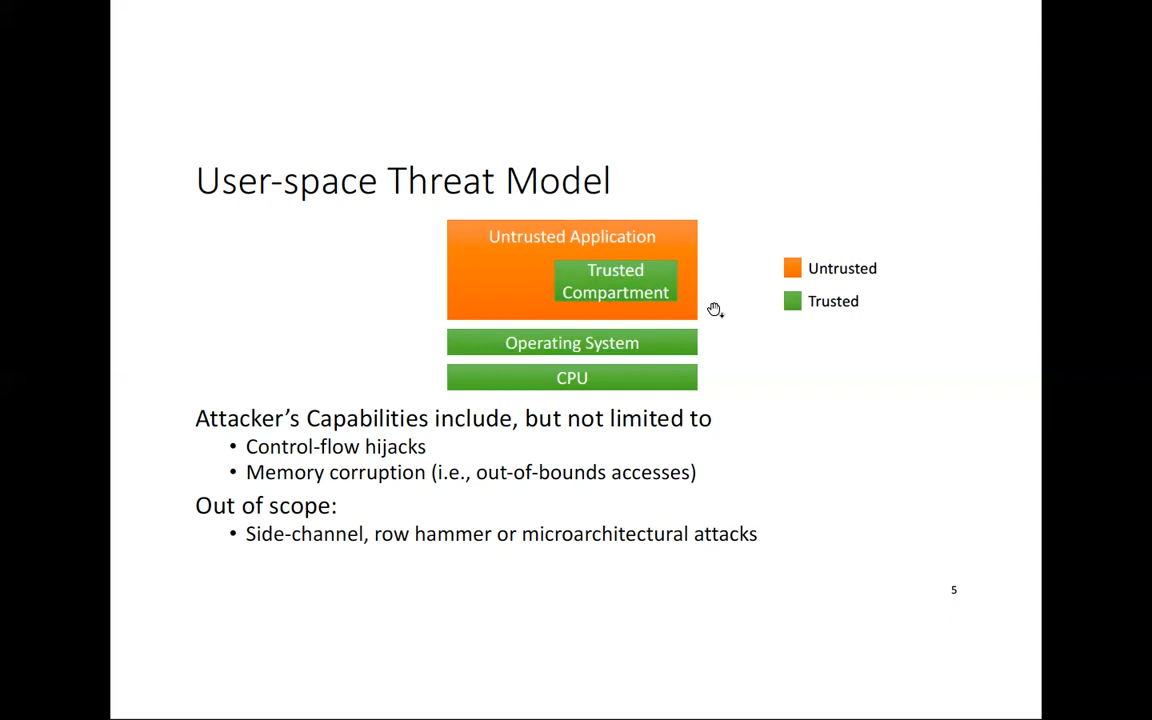 User-space Threat Model
Untrusted Application
Trusted
Compartment
Operating System
CPU
Untrusted
Trusted
Attacker’s Capabilities include, but not limited to
• Control-flow hijacks
• Memory corruption (i.e., out-of-bounds accesses)
Out of scope:
• Side-channel, row hammer or microarchitectural attacks
5